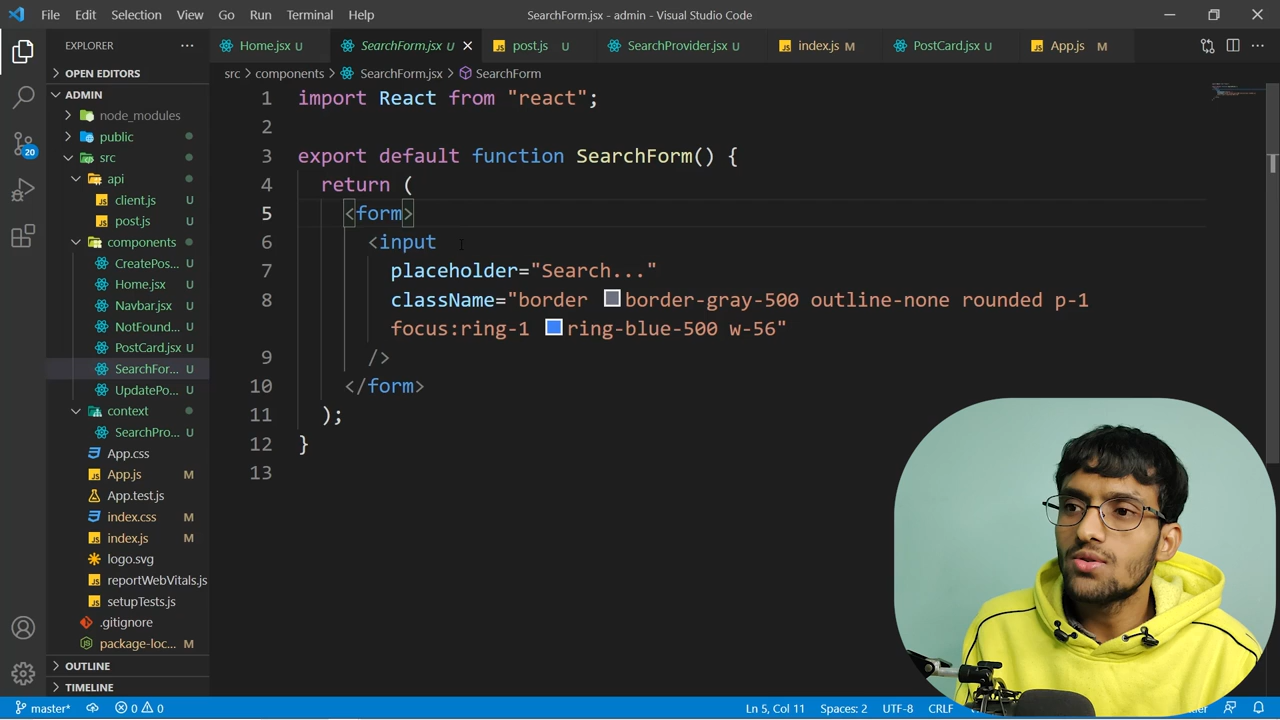 File Edit Selection View Go Run Terminal Help SearchForm.jsx - admin - Visual Studio Code
EXPLORER ... Home.jsx U SearchForm.jsx U post.js U SearchProvider.jsx U index.js M PostCard.jsx U App.js M
OPEN EDITORS
src > components > SearchForm.jsx > SearchForm
ADMIN
node_modules
public
src
api
client.js U
post.js U
components
CreatePos... U
Home.jsx U
Navbar.jsx U
NotFound... U
PostCard.jsx U
SearchFor... U
UpdatePo... U
context
SearchPro... U
App.css
App.js M
App.test.js
index.css M
index.js M
logo.svg
reportWebVitals.js
setupTests.js
.gitignore
package-loc... M
OUTLINE
TIMELINE
20
1 import React from "react";
2
3 export default function SearchForm() {
4 return (
5 <form>
6 <input
7 placeholder="Search..."
8 className="border border-gray-500 outline-none rounded p-1
focus:ring-1 ring-blue-500 w-56"
9 />
10 </form>
11 );
12 }
13
master* 0 0 Ln 5, Col 11 Spaces: 2 UTF-8 CRLF